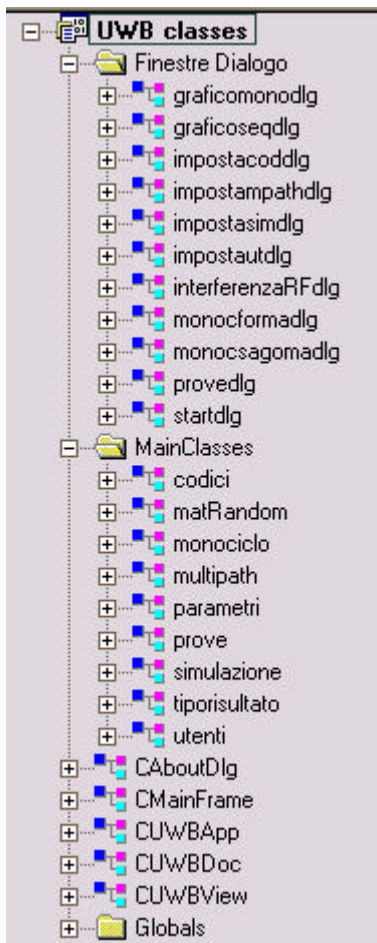 UWB classes
Finestre Dialogo
graficomonodlg
graficoseqdlg
impostacoddlg
impostampathdlg
impostasimdlg
impostautdlg
interferenzaRFdlg
monocformadlg
monocsagomadlg
provedlg
startdlg
MainClasses
codici
matRandom
monociclo
multipath
parametri
prove
simulazione
tiporisultato
utenti
CAboutDlg
CMainFrame
CUWBApp
CUWBDoc
CUWBView
Globals